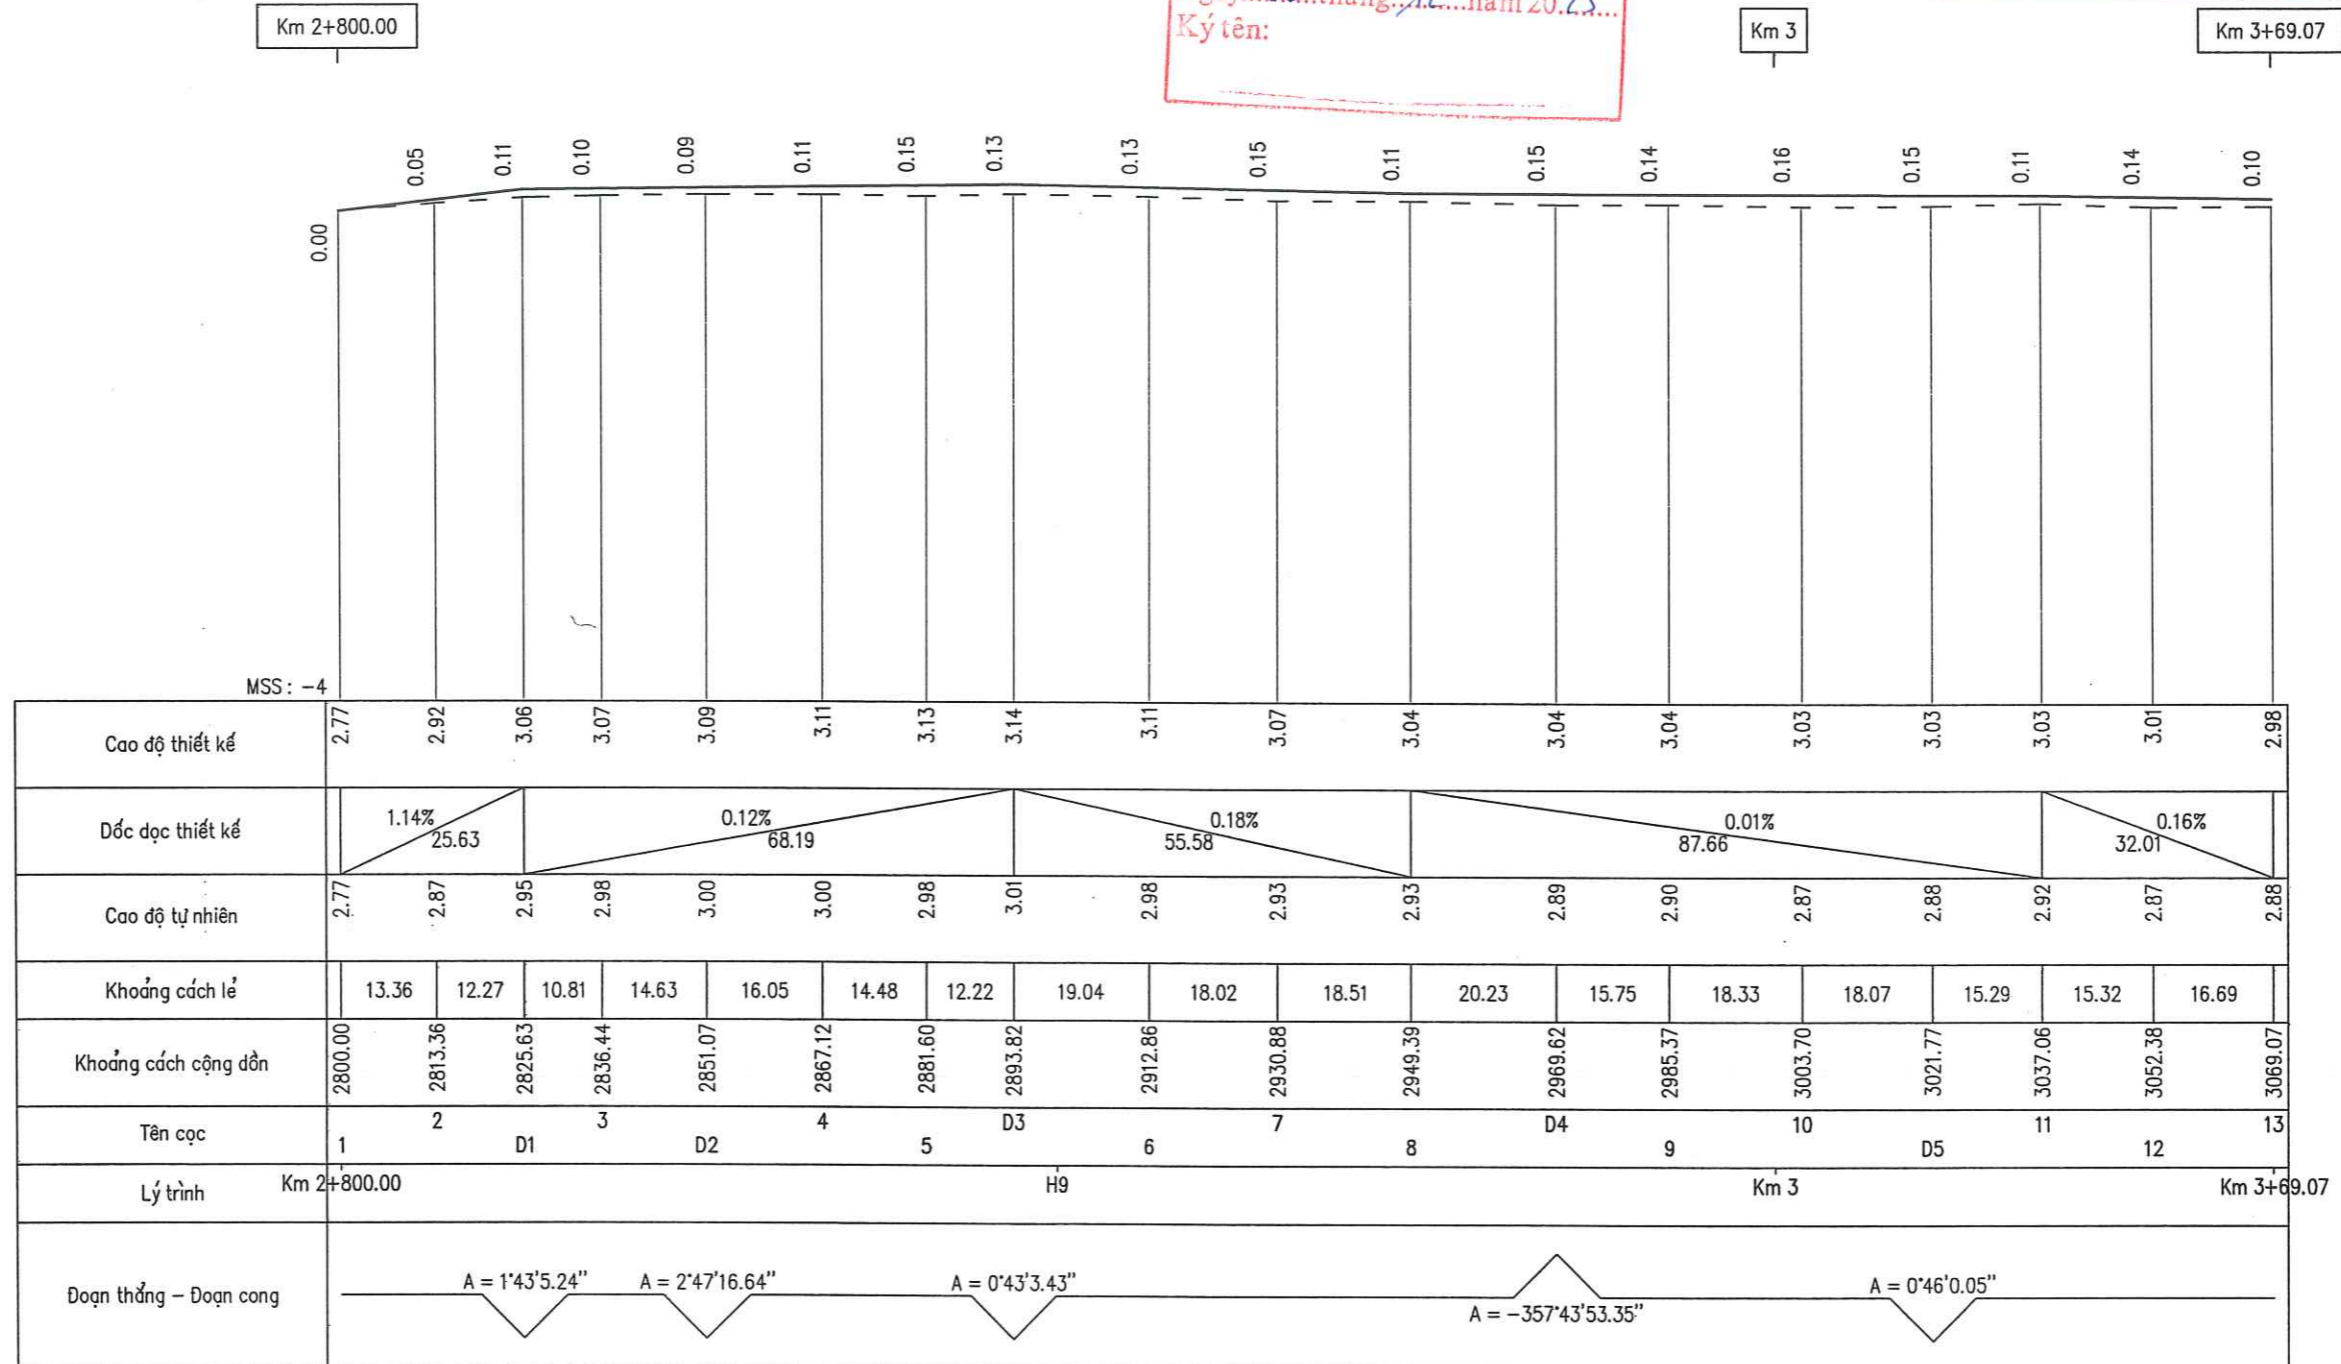 Km 2+800.00
Ký tên:
Km 3
Km 3+69.07
0.00 0.05 0.11 0.10 0.09 0.11 0.15 0.13 0.13 0.15 0.11 0.15 0.14 0.16 0.15 0.11 0.14 0.10
MSS: -4
Cao độ thiết kế 2.77 2.92 3.06 3.07 3.09 3.11 3.13 3.14 3.11 3.07 3.04 3.04 3.04 3.03 3.03 3.03 3.01 2.98
Dốc dọc thiết kế 1.14% 25.63 0.12% 68.19 0.18% 55.58 0.01% 87.66 0.16% 32.01
Cao độ tự nhiên 2.77 2.87 2.95 2.98 3.00 3.00 2.98 3.01 2.98 2.93 2.93 2.89 2.90 2.87 2.88 2.92 2.87 2.88
Khoảng cách lẻ 13.36 12.27 10.81 14.63 16.05 14.48 12.22 19.04 18.02 18.51 20.23 15.75 18.33 18.07 15.29 15.32 16.69
Khoảng cách cộng dồn 2800.00 2813.36 2825.63 2836.44 2851.07 2867.12 2881.60 2893.82 2912.86 2930.88 2949.39 2969.62 2985.37 3003.70 3021.77 3037.06 3052.38 3069.07
Tên cọc 1 2 D1 3 D2 4 5 D3 6 7 8 D4 9 10 D5 11 12 13
Lý trình Km 2+800.00 H9 Km 3 Km 3+69.07
Đoạn thẳng – Đoạn cong A = 1°43'5.24" A = 2°47'16.64" A = 0°43'3.43" A = -357°43'53.35" A = 0°46'0.05"